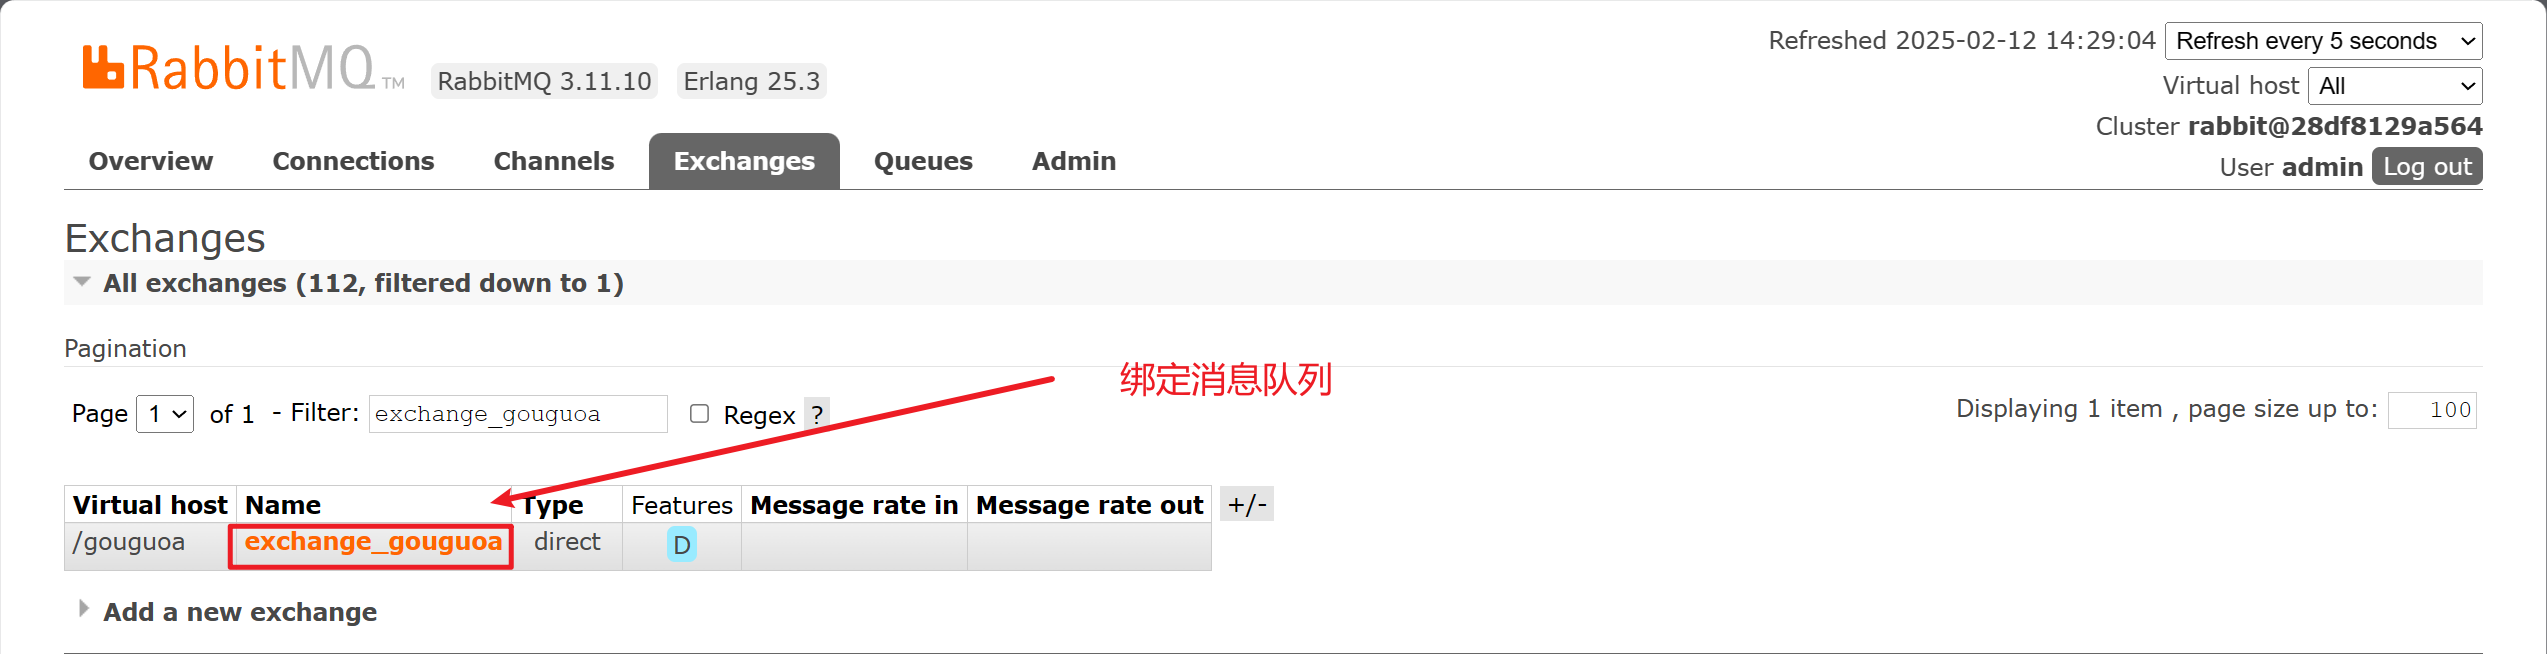 RabbitMQ TM RabbitMQ 3.11.10 Erlang 25.3
Refreshed 2025-02-12 14:29:04 Refresh every 5 seconds
Virtual host All
Cluster rabbit@28df8129a564
User admin Log out
Overview Connections Channels Exchanges Queues Admin
Exchanges
All exchanges (112, filtered down to 1)
Pagination
绑定消息队列
Page 1 of 1 - Filter: exchange_gouguoa Regex ? Displaying 1 item , page size up to: 100
Virtual host Name Type Features Message rate in Message rate out +/-
/gouguoa exchange_gouguoa direct D
Add a new exchange